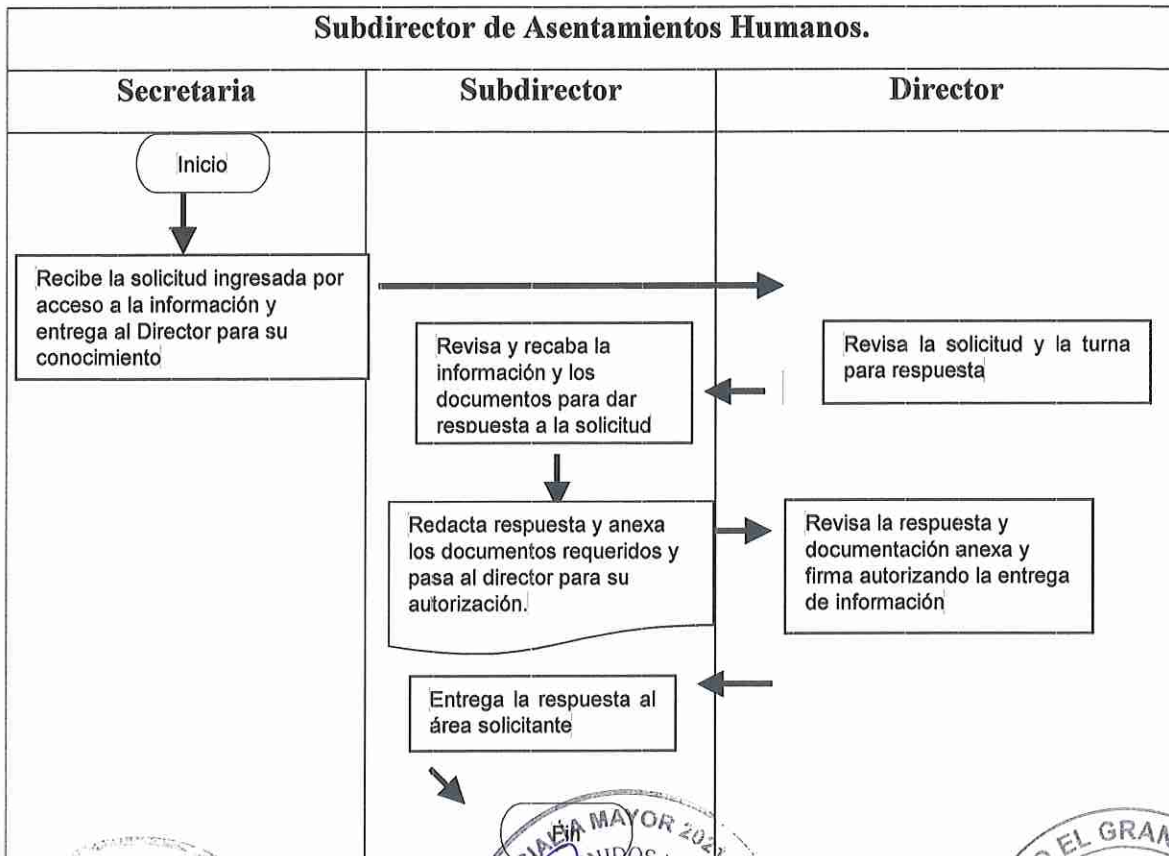 Subdirector de Asentamientos Humanos.
Secretaria
Subdirector
Director
Inicio
Recibe la solicitud ingresada por
acceso a la información y
entrega al Director para su
conocimiento
Revisa la solicitud y la turna
para respuesta
Revisa y recaba la
información y los
documentos para dar
respuesta a la solicitud
Redacta respuesta y anexa
los documentos requeridos y
pasa al director para su
autorización.
Revisa la respuesta y
documentación anexa y
firma autorizando la entrega
de información
Entrega la respuesta al
área solicitante
Fin
MAYOR 2021
EL GRAN